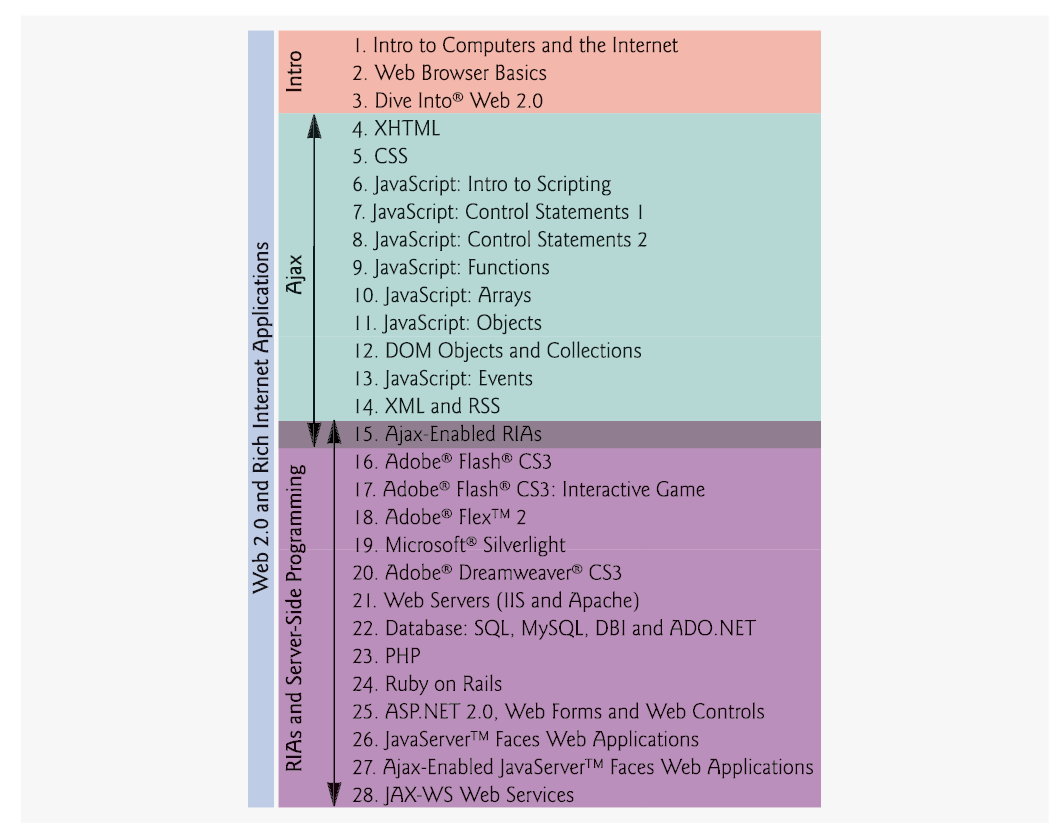 Web 2.0 and Rich Internet Applications
Intro
1. Intro to Computers and the Internet
2. Web Browser Basics
3. Dive Into® Web 2.0
Ajax
4. XHTML
5. CSS
6. JavaScript: Intro to Scripting
7. JavaScript: Control Statements 1
8. JavaScript: Control Statements 2
9. JavaScript: Functions
10. JavaScript: Arrays
11. JavaScript: Objects
12. DOM Objects and Collections
13. JavaScript: Events
14. XML and RSS
15. Ajax-Enabled RIAs
RIAs and Server-Side Programming
16. Adobe® Flash® CS3
17. Adobe® Flash® CS3: Interactive Game
18. Adobe® Flex™ 2
19. Microsoft® Silverlight
20. Adobe® Dreamweaver® CS3
21. Web Servers (IIS and Apache)
22. Database: SQL, MySQL, DBI and ADO.NET
23. PHP
24. Ruby on Rails
25. ASP.NET 2.0, Web Forms and Web Controls
26. JavaServer™ Faces Web Applications
27. Ajax-Enabled JavaServer™ Faces Web Applications
28. JAX-WS Web Services